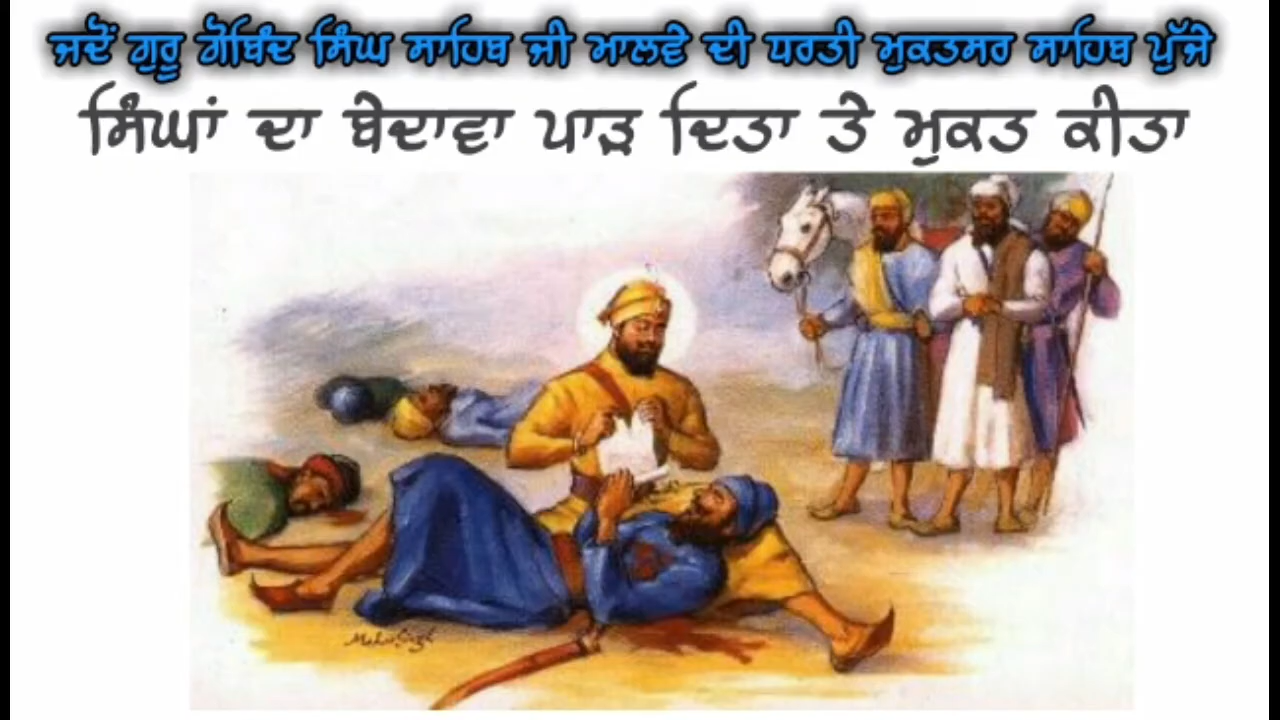 ਜਦੋਂ ਗੁਰੂ ਗੋਬਿੰਦ ਸਿੰਘ ਸਾਹਿਬ ਜੀ ਮਾਲਵੇ ਦੀ ਧਰਤੀ ਮੁਕਤਸਰ ਸਾਹਿਬ ਪੁੱਜੇ
ਸਿੰਘਾਂ ਦਾ ਬੇਦਾਵਾ ਪਾੜ ਦਿਤਾ ਤੇ ਮੁਕਤ ਕੀਤਾ